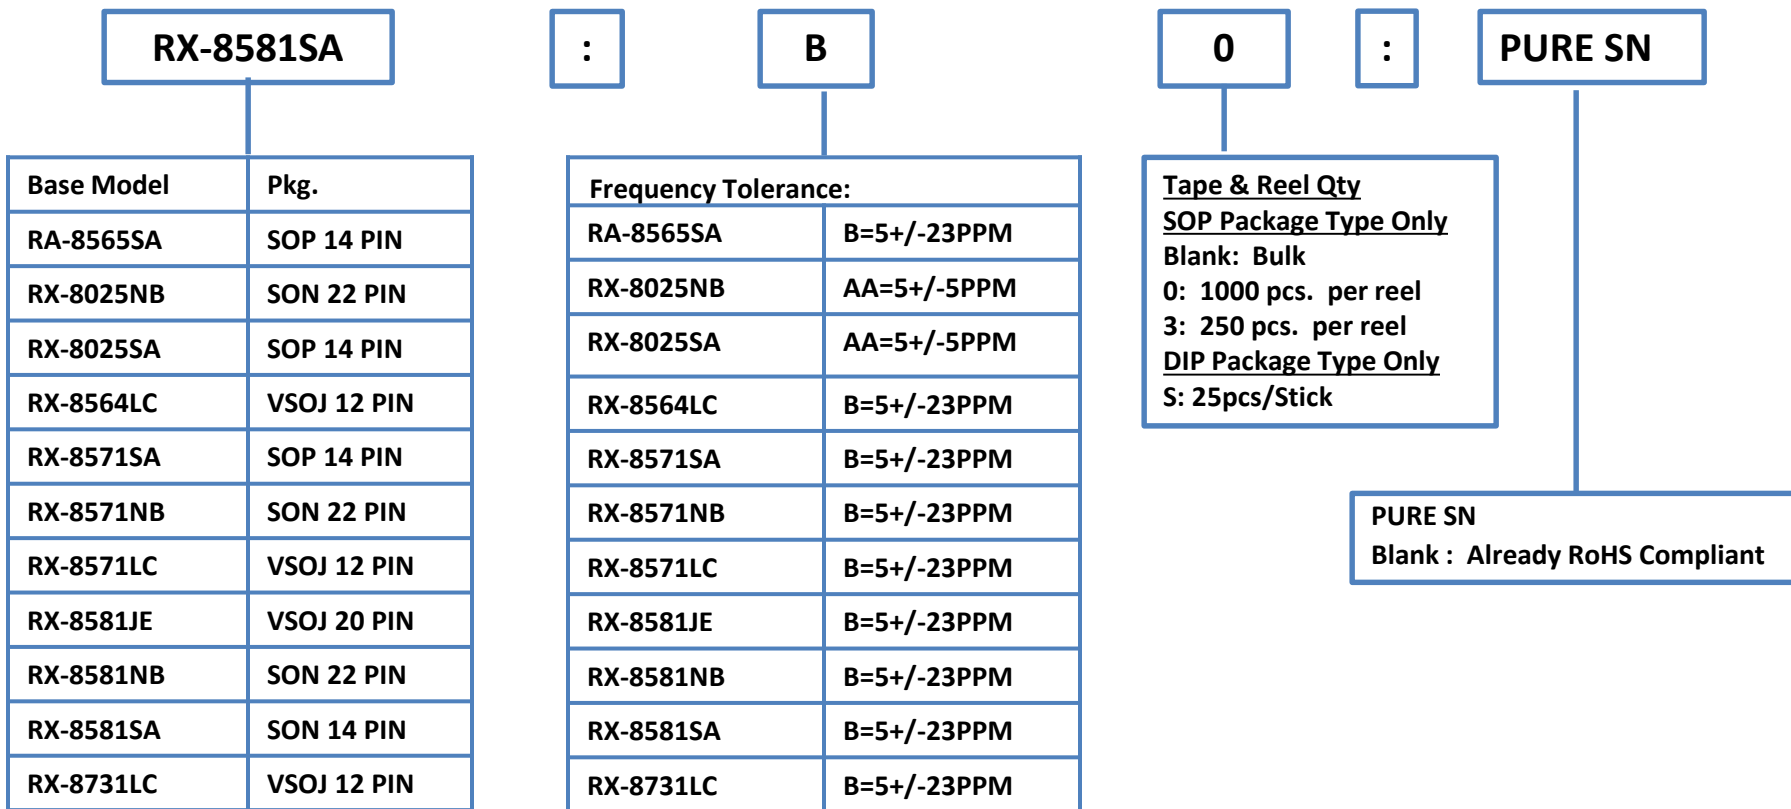 RX-8581SA : B 0 : PURE SN
Base Model Pkg.
RA-8565SA SOP 14 PIN
RX-8025NB SON 22 PIN
RX-8025SA SOP 14 PIN
RX-8564LC VSOJ 12 PIN
RX-8571SA SOP 14 PIN
RX-8571NB SON 22 PIN
RX-8571LC VSOJ 12 PIN
RX-8581JE VSOJ 20 PIN
RX-8581NB SON 22 PIN
RX-8581SA SON 14 PIN
RX-8731LC VSOJ 12 PIN
Frequency Tolerance:
RA-8565SA B=5+/-23PPM
RX-8025NB AA=5+/-5PPM
RX-8025SA AA=5+/-5PPM
RX-8564LC B=5+/-23PPM
RX-8571SA B=5+/-23PPM
RX-8571NB B=5+/-23PPM
RX-8571LC B=5+/-23PPM
RX-8581JE B=5+/-23PPM
RX-8581NB B=5+/-23PPM
RX-8581SA B=5+/-23PPM
RX-8731LC B=5+/-23PPM
Tape & Reel Qty
SOP Package Type Only
Blank: Bulk
0: 1000 pcs. per reel
3: 250 pcs. per reel
DIP Package Type Only
S: 25pcs/Stick
PURE SN
Blank : Already RoHS Compliant